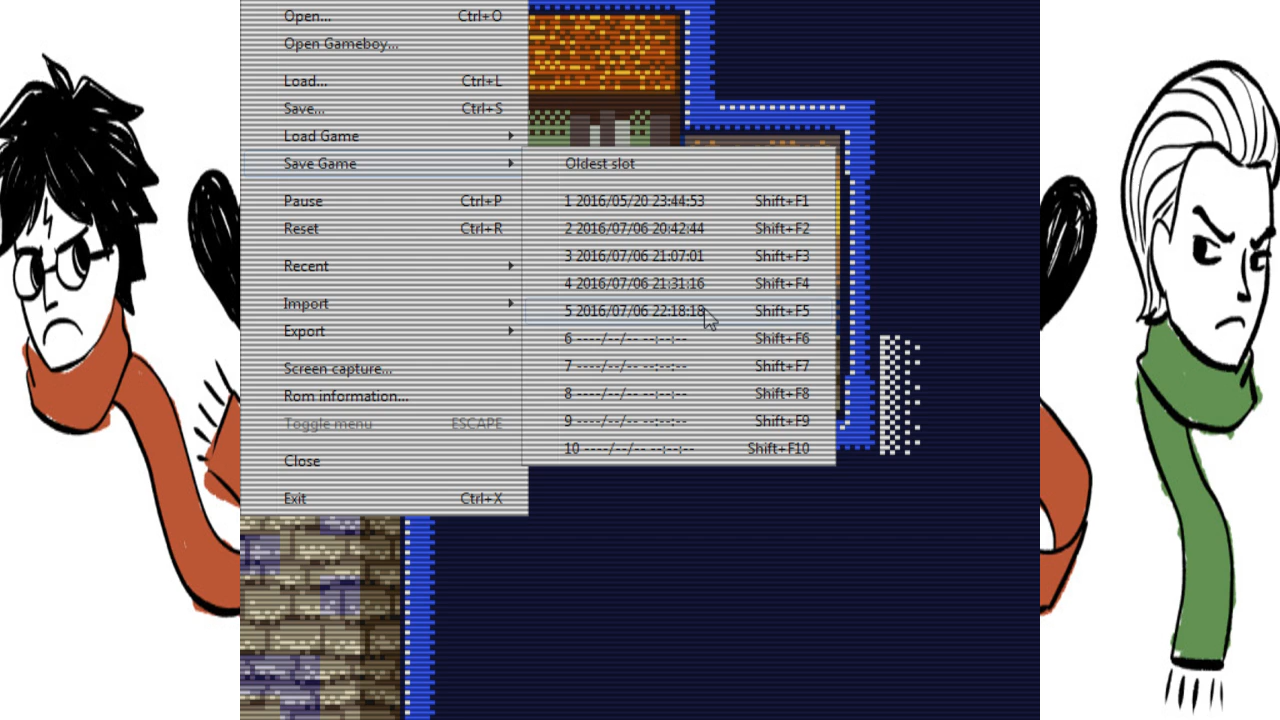 Open... Ctrl+O
Open Gameboy...
Load... Ctrl+L
Save... Ctrl+S
Load Game
Save Game
Pause Ctrl+P
Reset Ctrl+R
Recent
Import
Export
Screen capture...
Rom information...
Toggle menu ESCAPE
Close
Exit Ctrl+X
Oldest slot
1 2016/05/20 23:44:53 Shift+F1
2 2016/07/06 20:42:44 Shift+F2
3 2016/07/06 21:07:01 Shift+F3
4 2016/07/06 21:31:16 Shift+F4
5 2016/07/06 22:18:18 Shift+F5
6 ----/--/-- --:--:-- Shift+F6
7 ----/--/-- --:--:-- Shift+F7
8 ----/--/-- --:--:-- Shift+F8
9 ----/--/-- --:--:-- Shift+F9
10 ----/--/-- --:--:-- Shift+F10